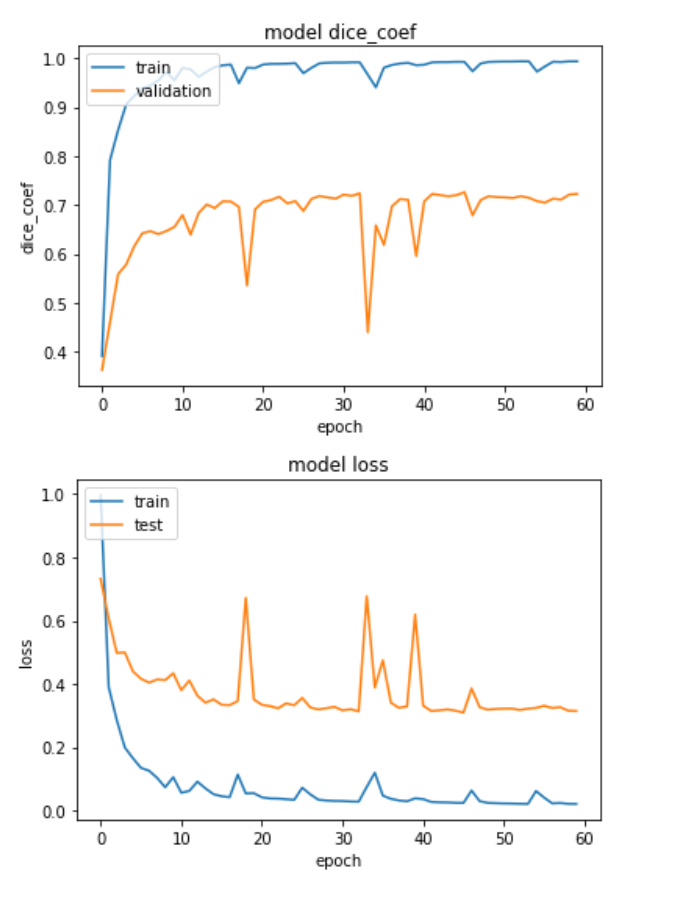 model dice_coef
1.0
0.9
0.8
0.7
0.6
0.5
0.4
dice_coef
train
validation
0 10 20 30 40 50 60
epoch
model loss
1.0
0.8
0.6
0.4
0.2
0.0
loss
train
test
0 10 20 30 40 50 60
epoch